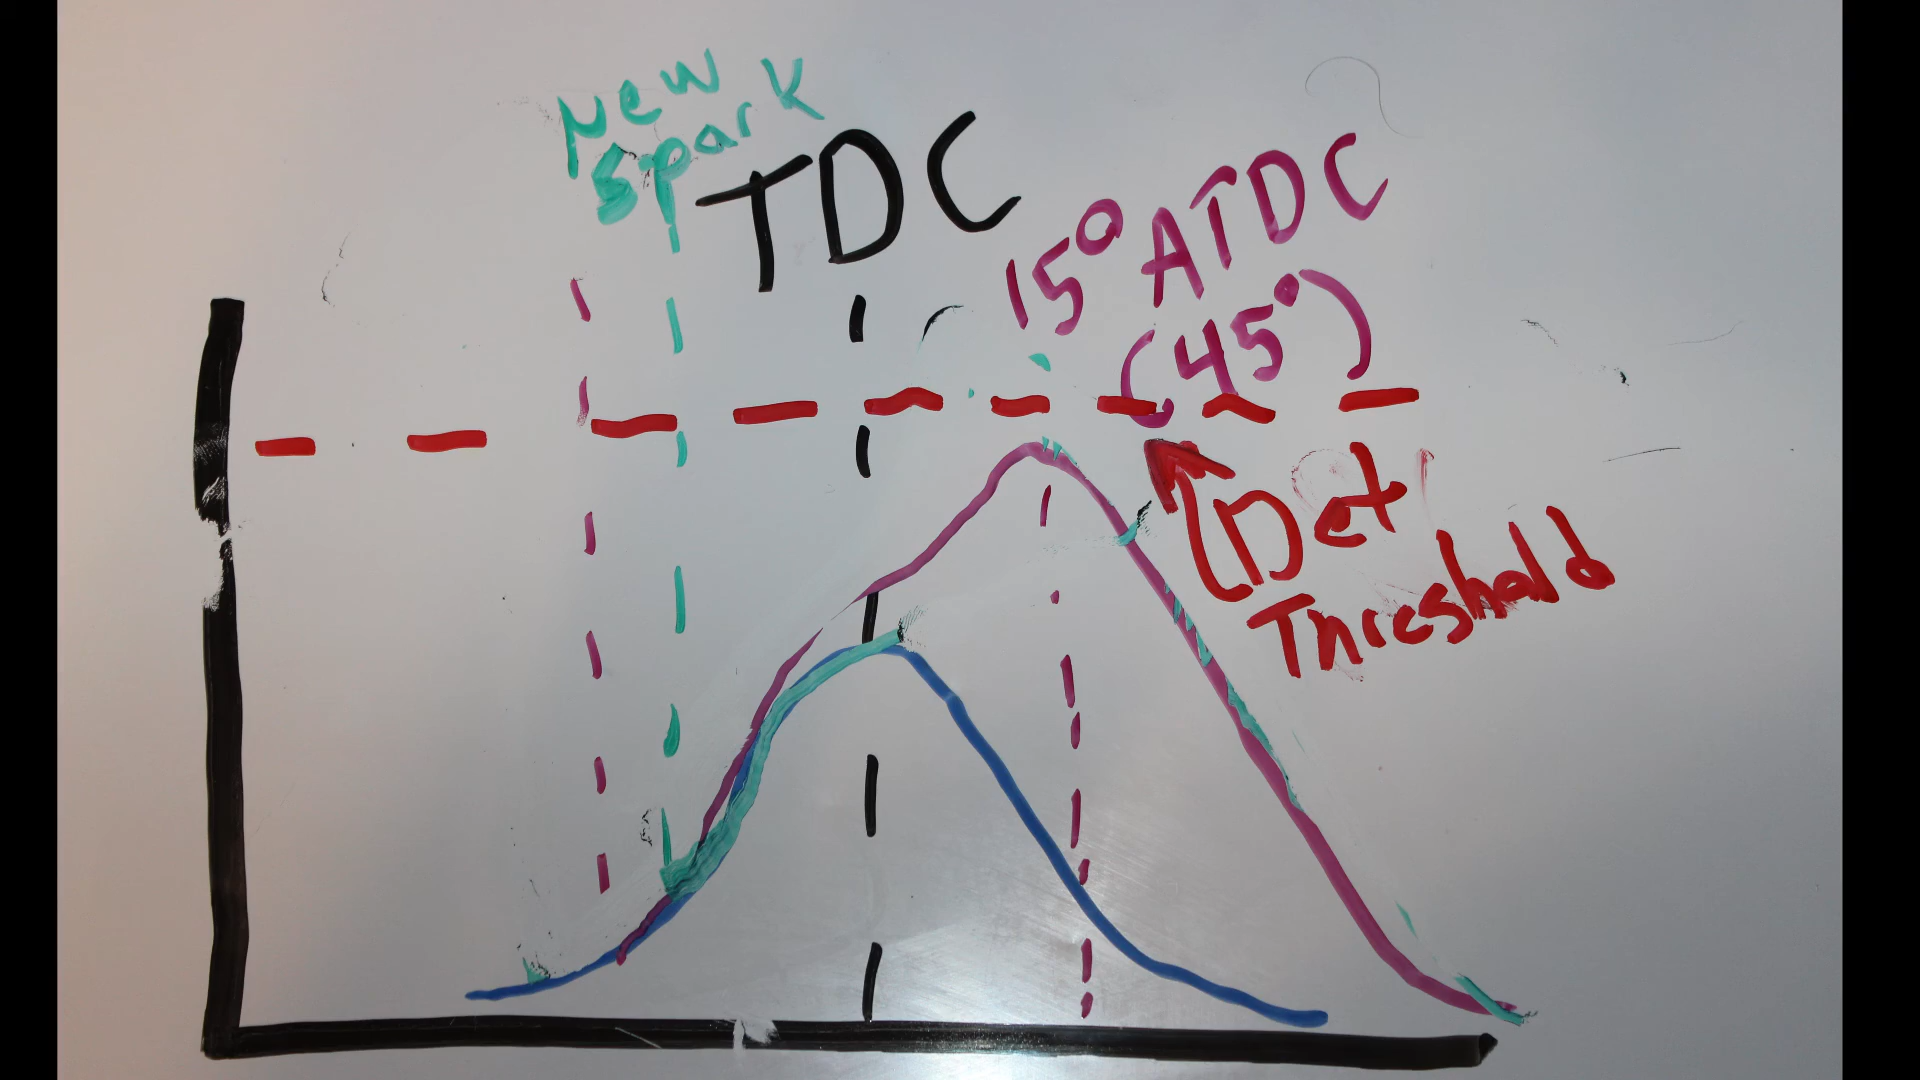 New
Spark
TDC
15° ATDC
(45°)
Det
Threshold